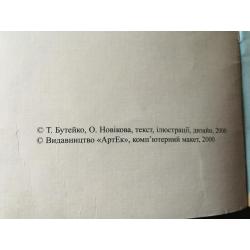 © Т. Бутейко, О. Новікова, текст, ілюстрації, дизайн, 2000
© Видавництво «АртЕк», комп’ютерний макет, 2000